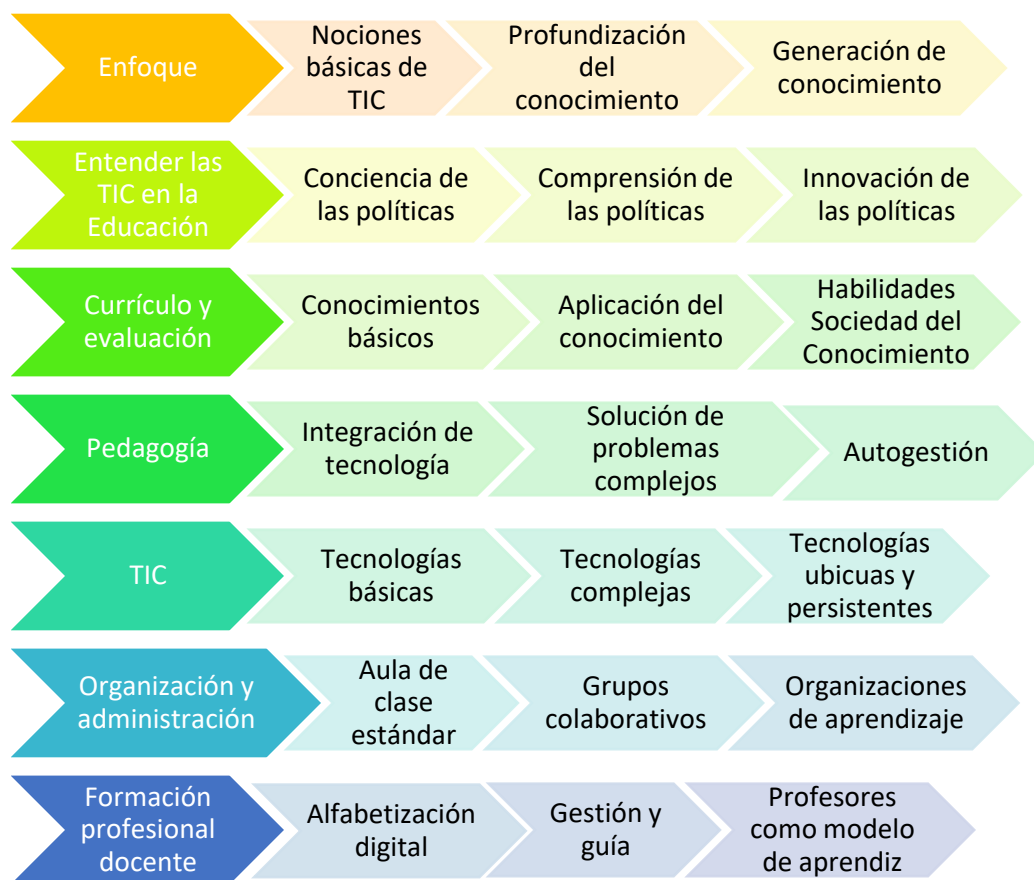 Enfoque
Nociones
básicas de
TIC
Profundización
del
conocimiento
Generación de
conocimiento
Entender las
TIC en la
Educación
Conciencia de
las políticas
Comprensión de
las políticas
Innovación de
las políticas
Currículo y
evaluación
Conocimientos
básicos
Aplicación del
conocimiento
Habilidades
Sociedad del
Conocimiento
Pedagogía
Integración de
tecnología
Solución de
problemas
complejos
Autogestión
TIC
Tecnologías
básicas
Tecnologías
complejas
Tecnologías
ubicuas y
persistentes
Organización y
administración
Aula de
clase
estándar
Grupos
colaborativos
Organizaciones
de aprendizaje
Formación
profesional
docente
Alfabetización
digital
Gestión y
guía
Profesores
como modelo
de aprendiz